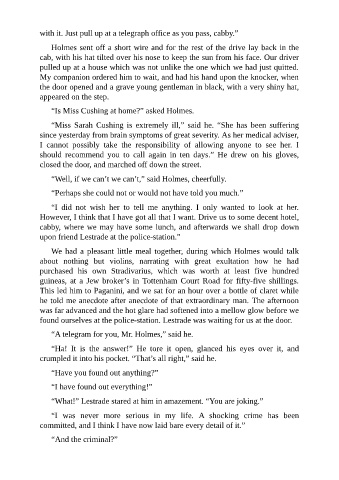 with it. Just pull up at a telegraph office as you pass, cabby.”
Holmes sent off a short wire and for the rest of the drive lay back in the
cab, with his hat tilted over his nose to keep the sun from his face. Our driver
pulled up at a house which was not unlike the one which we had just quitted.
My companion ordered him to wait, and had his hand upon the knocker, when
the door opened and a grave young gentleman in black, with a very shiny hat,
appeared on the step.
“Is Miss Cushing at home?” asked Holmes.
“Miss Sarah Cushing is extremely ill,” said he. “She has been suffering
since yesterday from brain symptoms of great severity. As her medical adviser,
I cannot possibly take the responsibility of allowing anyone to see her. I
should recommend you to call again in ten days.” He drew on his gloves,
closed the door, and marched off down the street.
“Well, if we can’t we can’t,” said Holmes, cheerfully.
“Perhaps she could not or would not have told you much.”
“I did not wish her to tell me anything. I only wanted to look at her.
However, I think that I have got all that I want. Drive us to some decent hotel,
cabby, where we may have some lunch, and afterwards we shall drop down
upon friend Lestrade at the police-station.”
We had a pleasant little meal together, during which Holmes would talk
about nothing but violins, narrating with great exultation how he had
purchased his own Stradivarius, which was worth at least five hundred
guineas, at a Jew broker’s in Tottenham Court Road for fifty-five shillings.
This led him to Paganini, and we sat for an hour over a bottle of claret while
he told me anecdote after anecdote of that extraordinary man. The afternoon
was far advanced and the hot glare had softened into a mellow glow before we
found ourselves at the police-station. Lestrade was waiting for us at the door.
“A telegram for you, Mr. Holmes,” said he.
“Ha! It is the answer!” He tore it open, glanced his eyes over it, and
crumpled it into his pocket. “That’s all right,” said he.
“Have you found out anything?”
“I have found out everything!”
“What!” Lestrade stared at him in amazement. “You are joking.”
“I was never more serious in my life. A shocking crime has been
committed, and I think I have now laid bare every detail of it.”
“And the criminal?”